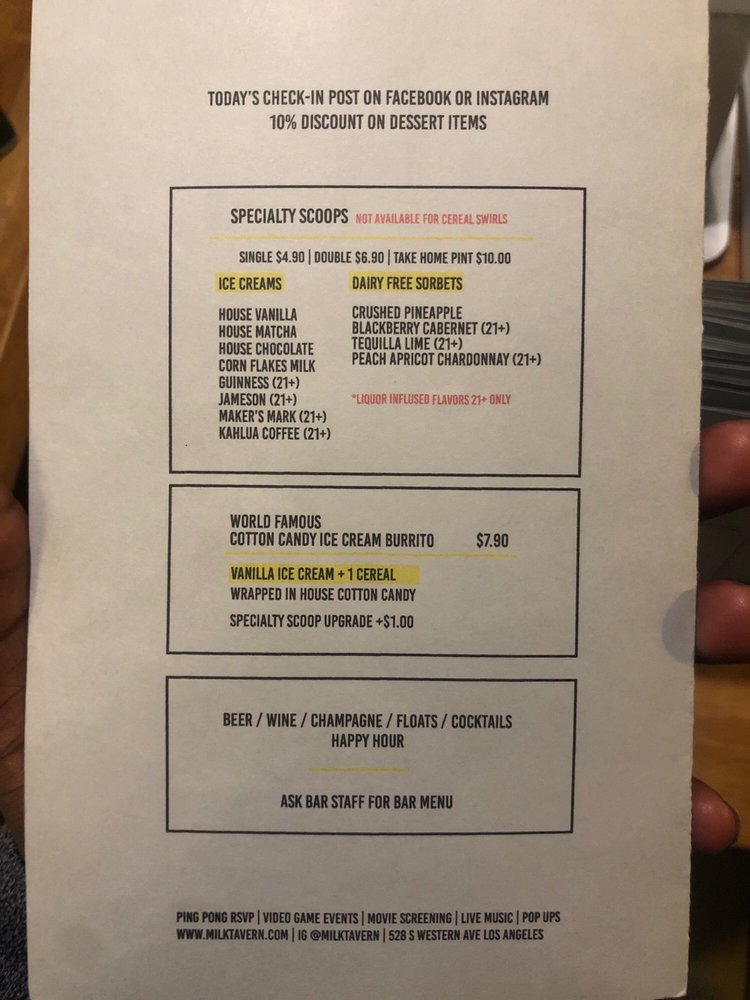 TODAY'S CHECK-IN POST ON FACEBOOK OR INSTAGRAM
10% DISCOUNT ON DESSERT ITEMS
SPECIALTY SCOOPS NOT AVAILABLE FOR CEREAL SWIRLS
SINGLE $4.90 | DOUBLE $6.90 | TAKE HOME PINT $10.00
ICE CREAMS
HOUSE VANILLA
HOUSE MATCHA
HOUSE CHOCOLATE
CORN FLAKES MILK
GUINNESS (21+)
JAMESON (21+)
MAKER'S MARK (21+)
KAHLUA COFFEE (21+)
DAIRY FREE SORBETS
CRUSHED PINEAPPLE
BLACKBERRY CABERNET (21+)
TEQUILLA LIME (21+)
PEACH APRICOT CHARDONNAY (21+)
*LIQUOR INFLUSED FLAVORS 21+ ONLY
WORLD FAMOUS
COTTON CANDY ICE CREAM BURRITO $7.90
VANILLA ICE CREAM + 1 CEREAL
WRAPPED IN HOUSE COTTON CANDY
SPECIALTY SCOOP UPGRADE +$1.00
BEER / WINE / CHAMPAGNE / FLOATS / COCKTAILS
HAPPY HOUR
ASK BAR STAFF FOR BAR MENU
PING PONG RSVP | VIDEO GAME EVENTS | MOVIE SCREENING | LIVE MUSIC | POP UPS
WWW.MILKTAVERN.COM | IG @MILKTAVERN | 528 S WESTERN AVE LOS ANGELES